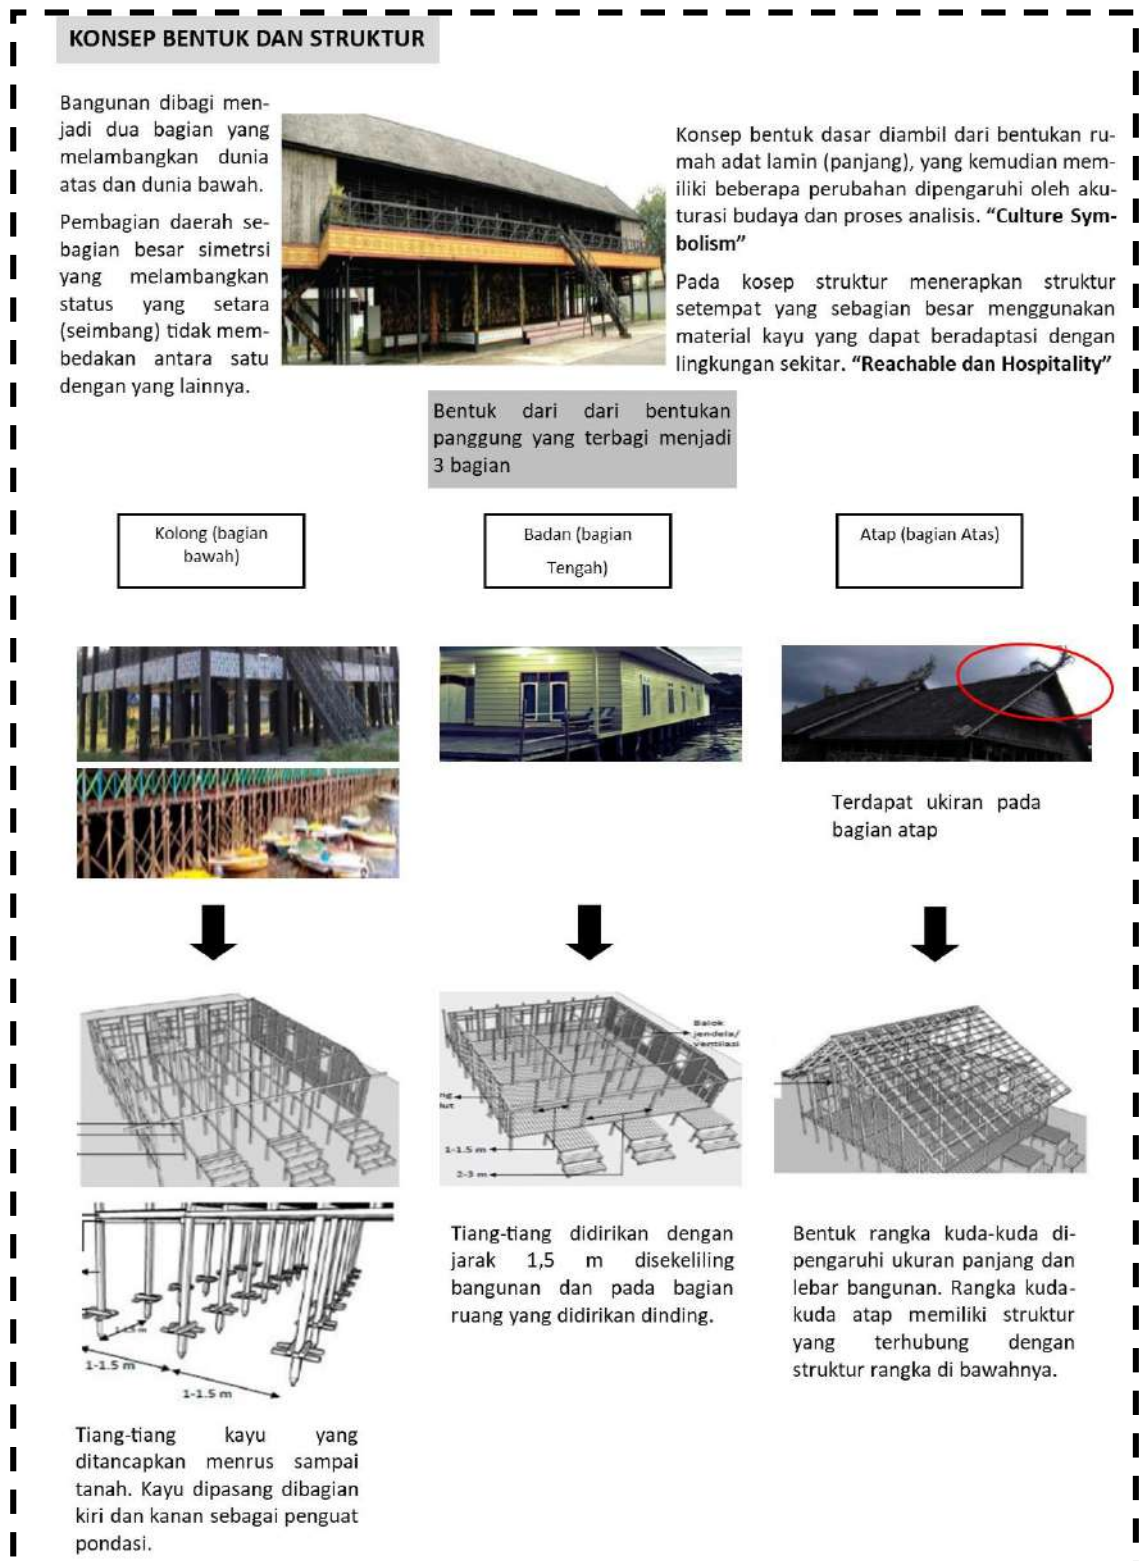 KONSEP BENTUK DAN STRUKTUR
Bangunan dibagi men-
jadi dua bagian yang
melambangkan dunia
atas dan dunia bawah.
Pembagian daerah se-
bagian besar simetrsi
yang melambangkan
status yang setara
(seimbang) tidak mem-
bedakan antara satu
dengan yang lainnya.
Konsep bentuk dasar diambil dari bentukan ru-
mah adat lamin (panjang), yang kemudian mem-
iliki beberapa perubahan dipengaruhi oleh aku-
turasi budaya dan proses analisis. “Culture Sym-
bolism”
Pada kosep struktur menerapkan struktur
setempat yang sebagian besar menggunakan
material kayu yang dapat beradaptasi dengan
lingkungan sekitar. “Reachable dan Hospitality”
Bentuk dari dari bentukan
panggung yang terbagi menjadi
3 bagian
Kolong (bagian
bawah)
Badan (bagian
Tengah)
Atap (bagian Atas)
Terdapat ukiran pada
bagian atap
Balok
jendela/
ventilasi
ng
lut
1-1.5 m
2-3 m
1-1.5 m
1-1.5 m
Tiang-tiang kayu yang
ditancapkan menrus sampai
tanah. Kayu dipasang dibagian
kiri dan kanan sebagai penguat
pondasi.
Tiang-tiang didirikan dengan
jarak 1,5 m disekeliling
bangunan dan pada bagian
ruang yang didirikan dinding.
Bentuk rangka kuda-kuda di-
pengaruhi ukuran panjang dan
lebar bangunan. Rangka kuda-
kuda atap memiliki struktur
yang terhubung dengan
struktur rangka di bawahnya.